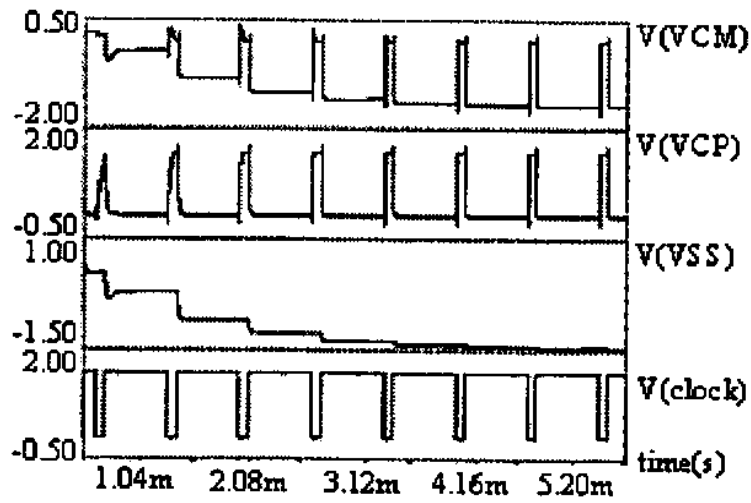 0.50
V(VCM)
-2.00
2.00
V(VCP)
-0.50
1.00
V(VSS)
-1.50
2.00
V(clock)
-0.50
time(s)
1.04m 2.08m 3.12m 4.16m 5.20m